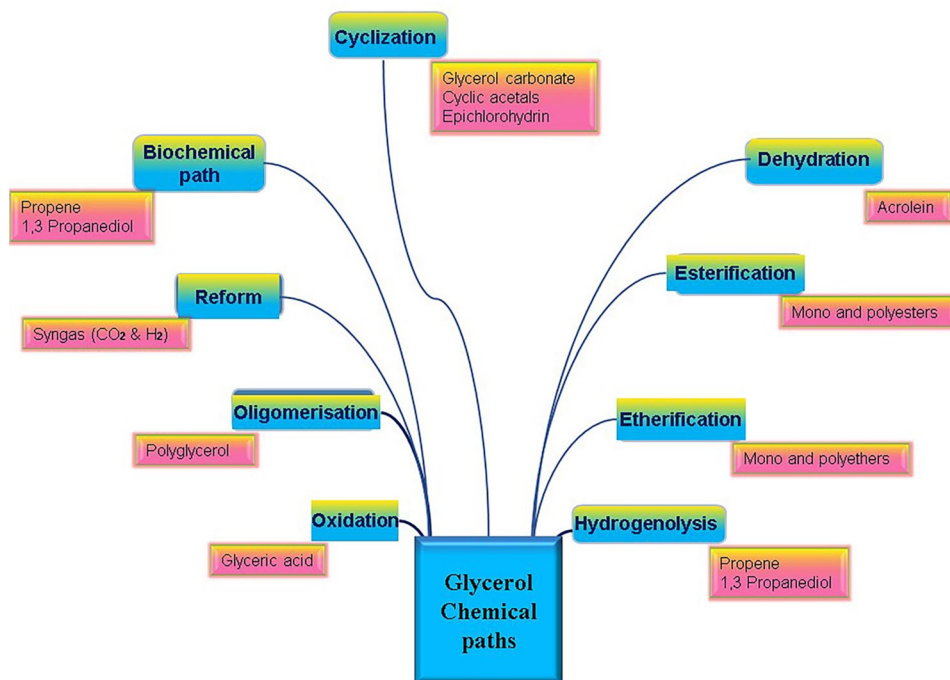 Cyclization
Glycerol carbonate
Cyclic acetals
Epichlorohydrin
Biochemical
path
Propene
1,3 Propanediol
Dehydration
Acrolein
Reform
Syngas (CO₂ & H₂)
Esterification
Mono and polyesters
Oligomerisation
Polyglycerol
Etherification
Mono and polyethers
Oxidation
Glyceric acid
Hydrogenolysis
Propene
1,3 Propanediol
Glycerol
Chemical
paths